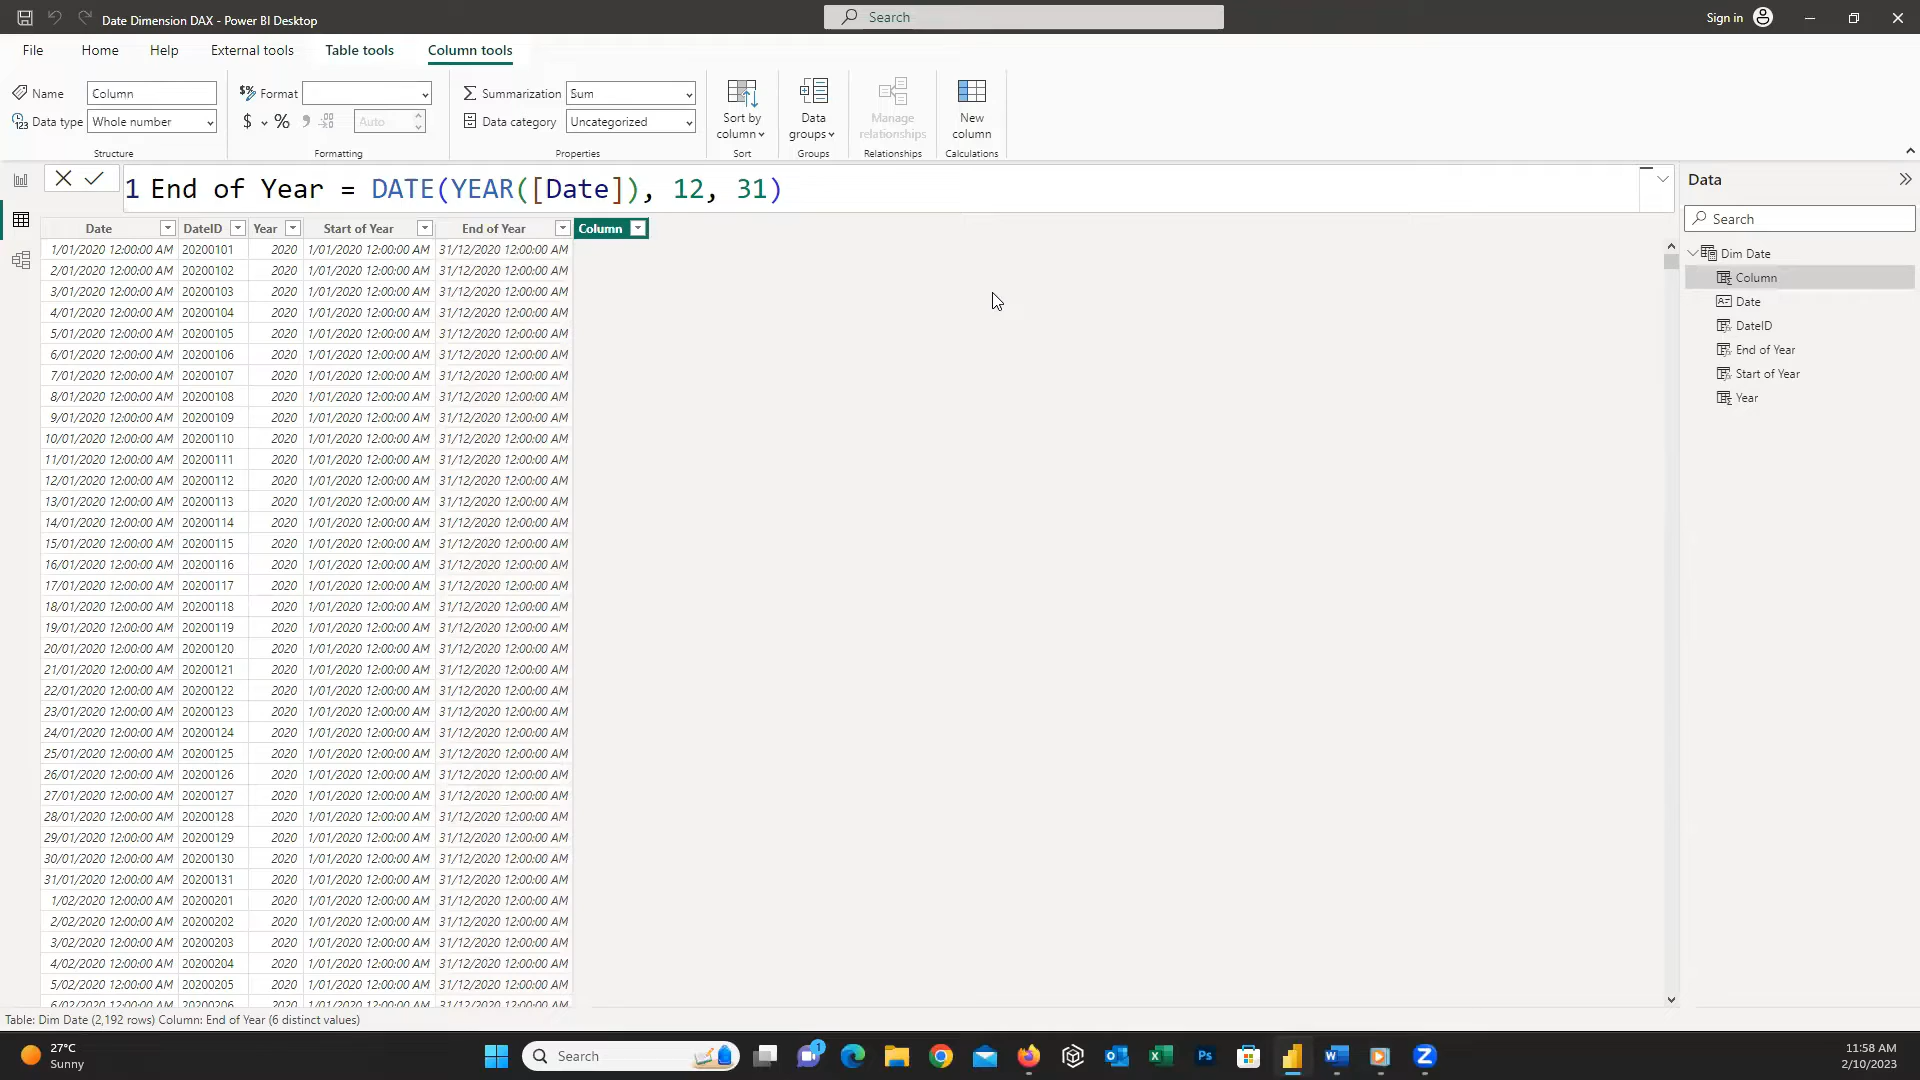 Date Dimension DAX - Power BI Desktop
Search
Sign in
File
Home
Help
External tools
Table tools
Column tools
Name
Column
Data type
Whole number
Structure
Format
$
%
Auto
Formatting
Summarization
Sum
Data category
Uncategorized
Properties
Sort by
column
Sort
Data
groups
Groups
Manage
relationships
Relationships
New
column
Calculations
1 End of Year = DATE(YEAR([Date]), 12, 31)
Date DateID Year Start of Year End of Year Column
1/01/2020 12:00:00 AM 20200101 2020 1/01/2020 12:00:00 AM 31/12/2020 12:00:00 AM
2/01/2020 12:00:00 AM 20200102 2020 1/01/2020 12:00:00 AM 31/12/2020 12:00:00 AM
3/01/2020 12:00:00 AM 20200103 2020 1/01/2020 12:00:00 AM 31/12/2020 12:00:00 AM
4/01/2020 12:00:00 AM 20200104 2020 1/01/2020 12:00:00 AM 31/12/2020 12:00:00 AM
5/01/2020 12:00:00 AM 20200105 2020 1/01/2020 12:00:00 AM 31/12/2020 12:00:00 AM
6/01/2020 12:00:00 AM 20200106 2020 1/01/2020 12:00:00 AM 31/12/2020 12:00:00 AM
7/01/2020 12:00:00 AM 20200107 2020 1/01/2020 12:00:00 AM 31/12/2020 12:00:00 AM
8/01/2020 12:00:00 AM 20200108 2020 1/01/2020 12:00:00 AM 31/12/2020 12:00:00 AM
9/01/2020 12:00:00 AM 20200109 2020 1/01/2020 12:00:00 AM 31/12/2020 12:00:00 AM
10/01/2020 12:00:00 AM 20200110 2020 1/01/2020 12:00:00 AM 31/12/2020 12:00:00 AM
11/01/2020 12:00:00 AM 20200111 2020 1/01/2020 12:00:00 AM 31/12/2020 12:00:00 AM
12/01/2020 12:00:00 AM 20200112 2020 1/01/2020 12:00:00 AM 31/12/2020 12:00:00 AM
13/01/2020 12:00:00 AM 20200113 2020 1/01/2020 12:00:00 AM 31/12/2020 12:00:00 AM
14/01/2020 12:00:00 AM 20200114 2020 1/01/2020 12:00:00 AM 31/12/2020 12:00:00 AM
15/01/2020 12:00:00 AM 20200115 2020 1/01/2020 12:00:00 AM 31/12/2020 12:00:00 AM
16/01/2020 12:00:00 AM 20200116 2020 1/01/2020 12:00:00 AM 31/12/2020 12:00:00 AM
17/01/2020 12:00:00 AM 20200117 2020 1/01/2020 12:00:00 AM 31/12/2020 12:00:00 AM
18/01/2020 12:00:00 AM 20200118 2020 1/01/2020 12:00:00 AM 31/12/2020 12:00:00 AM
19/01/2020 12:00:00 AM 20200119 2020 1/01/2020 12:00:00 AM 31/12/2020 12:00:00 AM
20/01/2020 12:00:00 AM 20200120 2020 1/01/2020 12:00:00 AM 31/12/2020 12:00:00 AM
21/01/2020 12:00:00 AM 20200121 2020 1/01/2020 12:00:00 AM 31/12/2020 12:00:00 AM
22/01/2020 12:00:00 AM 20200122 2020 1/01/2020 12:00:00 AM 31/12/2020 12:00:00 AM
23/01/2020 12:00:00 AM 20200123 2020 1/01/2020 12:00:00 AM 31/12/2020 12:00:00 AM
24/01/2020 12:00:00 AM 20200124 2020 1/01/2020 12:00:00 AM 31/12/2020 12:00:00 AM
25/01/2020 12:00:00 AM 20200125 2020 1/01/2020 12:00:00 AM 31/12/2020 12:00:00 AM
26/01/2020 12:00:00 AM 20200126 2020 1/01/2020 12:00:00 AM 31/12/2020 12:00:00 AM
27/01/2020 12:00:00 AM 20200127 2020 1/01/2020 12:00:00 AM 31/12/2020 12:00:00 AM
28/01/2020 12:00:00 AM 20200128 2020 1/01/2020 12:00:00 AM 31/12/2020 12:00:00 AM
29/01/2020 12:00:00 AM 20200129 2020 1/01/2020 12:00:00 AM 31/12/2020 12:00:00 AM
30/01/2020 12:00:00 AM 20200130 2020 1/01/2020 12:00:00 AM 31/12/2020 12:00:00 AM
31/01/2020 12:00:00 AM 20200131 2020 1/01/2020 12:00:00 AM 31/12/2020 12:00:00 AM
1/02/2020 12:00:00 AM 20200201 2020 1/01/2020 12:00:00 AM 31/12/2020 12:00:00 AM
2/02/2020 12:00:00 AM 20200202 2020 1/01/2020 12:00:00 AM 31/12/2020 12:00:00 AM
3/02/2020 12:00:00 AM 20200203 2020 1/01/2020 12:00:00 AM 31/12/2020 12:00:00 AM
4/02/2020 12:00:00 AM 20200204 2020 1/01/2020 12:00:00 AM 31/12/2020 12:00:00 AM
5/02/2020 12:00:00 AM 20200205 2020 1/01/2020 12:00:00 AM 31/12/2020 12:00:00 AM
6/02/2020 12:00:00 AM 20200206 2020 1/01/2020 12:00:00 AM 31/12/2020 12:00:00 AM
Data
Search
Dim Date
Column
Date
DateID
End of Year
Start of Year
Year
Table: Dim Date (2,192 rows) Column: End of Year (6 distinct values)
27°C
Sunny
Search
1
Ps
11:58 AM
2/10/2023